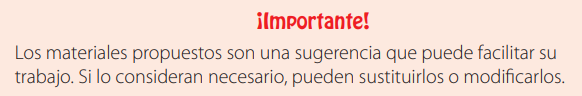 ¡Importante!
Los materiales propuestos son una sugerencia que puede facilitar su
trabajo. Si lo consideran necesario, pueden sustituirlos o modificarlos.